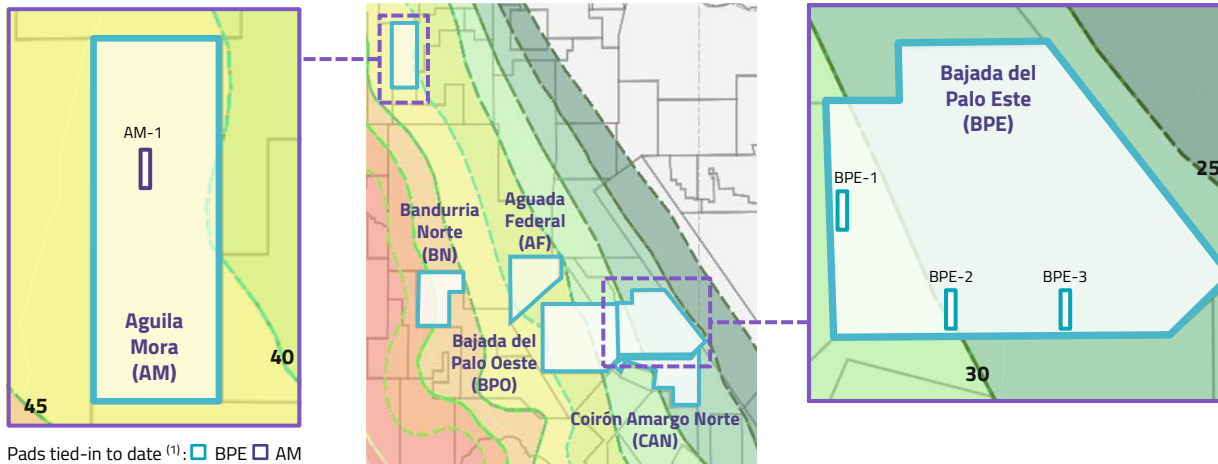 AM-1
Aguila
Mora
(AM)
40
45
Pads tied-in to date (1) : BPE AM
Bandurria
Norte
(BN)
Aguada
Federal
(AF)
Bajada del
Palo Oeste
(BPO)
Coirón Amargo Norte
(CAN)
Bajada del
Palo Este
(BPE)
25
BPE-1
BPE-2
BPE-3
30